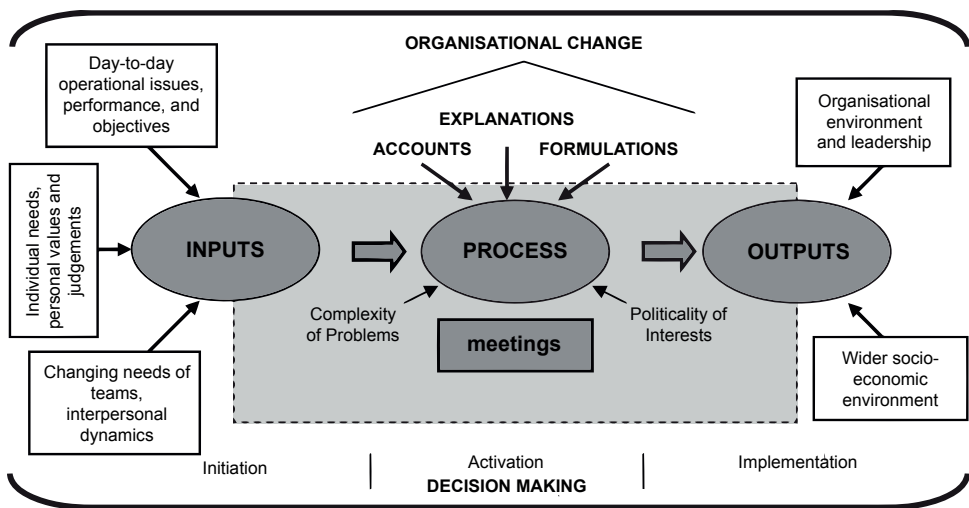 ORGANISATIONAL CHANGE
Day-to-day
operational issues,
performance, and
objectives
EXPLANATIONS
ACCOUNTS
FORMULATIONS
Organisational
environment
and leadership
Individual needs,
personal values and
judgements
INPUTS
PROCESS
OUTPUTS
Complexity
of Problems
Politicality of
Interests
meetings
Changing needs of
teams,
interpersonal
dynamics
Wider socio-
economic
environment
Initiation
Activation
Implementation
DECISION MAKING